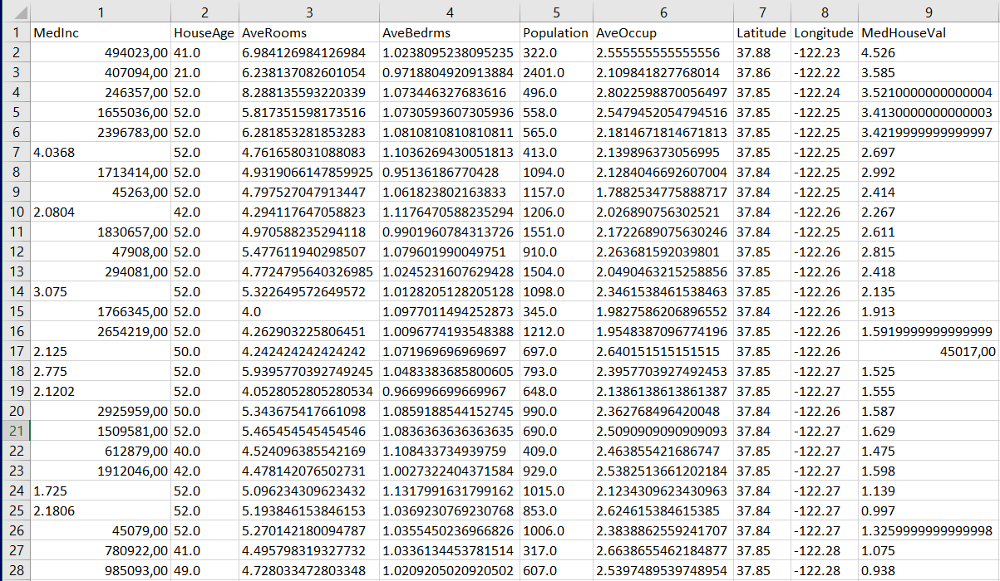 1 2 3 4 5 6 7 8 9
1 MedInc HouseAge AveRooms AveBedrms Population AveOccup Latitude Longitude MedHouseVal
2 494023,00 41.0 6.984126984126984 1.0238095238095235 322.0 2.555555555555556 37.88 -122.23 4.526
3 407094,00 21.0 6.238137082601054 0.9718804920913884 2401.0 2.109841827768014 37.86 -122.22 3.585
4 246357,00 52.0 8.288135593220339 1.073446327683616 496.0 2.8022598870056497 37.85 -122.24 3.5210000000000004
5 1655036,00 52.0 5.817351598173516 1.0730593607305936 558.0 2.5479452054794516 37.85 -122.25 3.4130000000000003
6 2396783,00 52.0 6.281853281853283 1.0810810810810811 565.0 2.1814671814671813 37.85 -122.25 3.4219999999999997
7 4.0368 52.0 4.761658031088083 1.1036269430051813 413.0 2.139896373056995 37.85 -122.25 2.697
8 1713414,00 52.0 4.9319066147859925 0.95136186770428 1094.0 2.1284046692607004 37.84 -122.25 2.992
9 45263,00 52.0 4.797527047913447 1.061823802163833 1157.0 1.7882534775888717 37.84 -122.25 2.414
10 2.0804 42.0 4.294117647058823 1.1176470588235294 1206.0 2.026890756302521 37.84 -122.26 2.267
11 1830657,00 52.0 4.970588235294118 0.9901960784313726 1551.0 2.1722689075630246 37.84 -122.25 2.611
12 47908,00 52.0 5.477611940298507 1.079601990049751 910.0 2.263681592039801 37.85 -122.26 2.815
13 294081,00 52.0 4.7724795640326985 1.0245231607629428 1504.0 2.0490463215258856 37.85 -122.26 2.418
14 3.075 52.0 5.322649572649572 1.0128205128205128 1098.0 2.3461538461538463 37.85 -122.26 2.135
15 1766345,00 52.0 4.0 1.0977011494252873 345.0 1.9827586206896552 37.84 -122.26 1.913
16 2654219,00 52.0 4.262903225806451 1.0096774193548388 1212.0 1.9548387096774196 37.85 -122.26 1.5919999999999999
17 2.125 50.0 4.242424242424242 1.071969696969697 697.0 2.640151515151515 37.85 -122.26 45017,00
18 2.775 52.0 5.9395770392749245 1.0483383685800605 793.0 2.3957703927492453 37.85 -122.27 1.525
19 2.1202 52.0 4.0528052805280534 0.966996699669967 648.0 2.1386138613861387 37.85 -122.27 1.555
20 2925959,00 50.0 5.343675417661098 1.0859188544152745 990.0 2.362768496420048 37.84 -122.26 1.587
21 1509581,00 52.0 5.465454545454546 1.0836363636363635 690.0 2.5090909090909093 37.84 -122.27 1.629
22 612879,00 40.0 4.524096385542169 1.108433734939759 409.0 2.463855421686747 37.85 -122.27 1.475
23 1912046,00 42.0 4.478142076502731 1.0027322404371584 929.0 2.5382513661202184 37.85 -122.27 1.598
24 1.725 52.0 5.096234309623432 1.1317991631799162 1015.0 2.1234309623430963 37.84 -122.27 1.139
25 2.1806 52.0 5.193846153846153 1.0369230769230768 853.0 2.624615384615385 37.84 -122.27 0.997
26 45079,00 52.0 5.270142180094787 1.0355450236966826 1006.0 2.3838862559241707 37.84 -122.27 1.3259999999999998
27 780922,00 41.0 4.495798319327732 1.0336134453781514 317.0 2.6638655462184877 37.85 -122.28 1.075
28 985093,00 49.0 4.728033472803348 1.0209205020920502 607.0 2.5397489539748954 37.85 -122.28 0.938